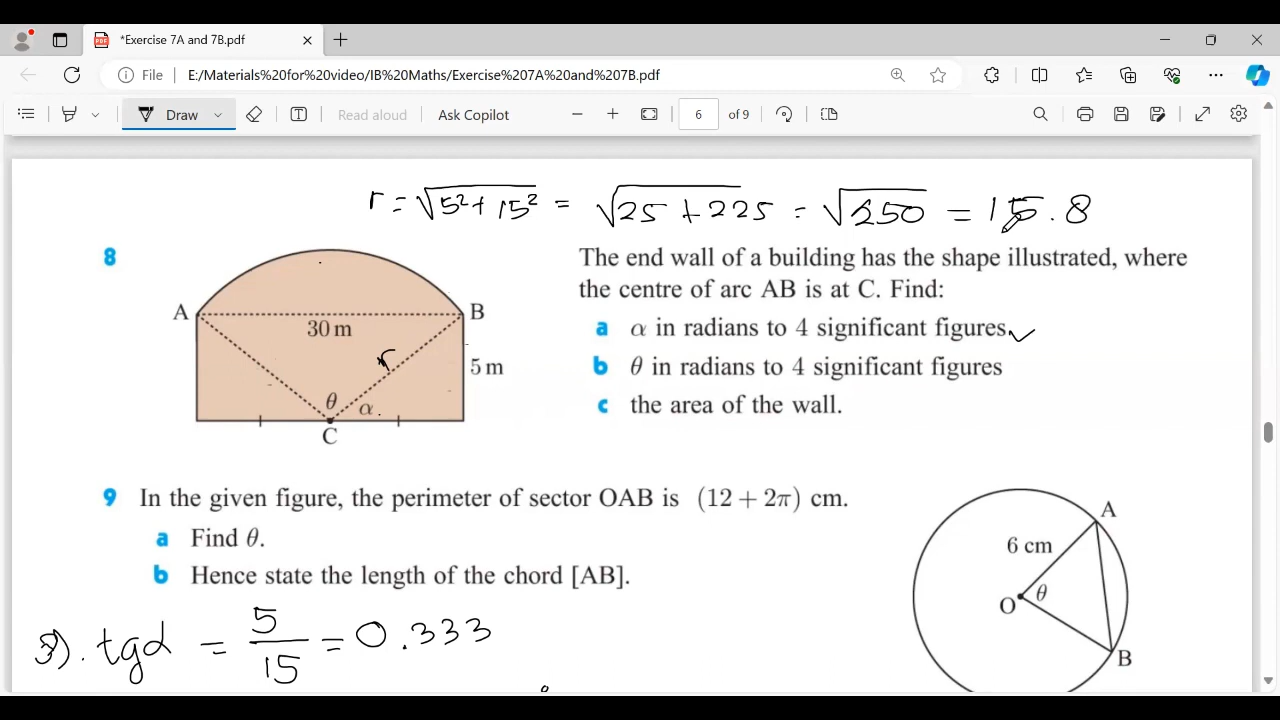 *Exercise 7A and 7B.pdf
File E:/Materials%20for%20video/IB%20Maths/Exercise%207A%20and%207B.pdf
Draw Read aloud Ask Copilot 6 of 9
r = √5²+15² = √25+225 = √250 = 15.8
8 The end wall of a building has the shape illustrated, where
the centre of arc AB is at C. Find:
a α in radians to 4 significant figures
b θ in radians to 4 significant figures
c the area of the wall.
A B
30 m
r
5 m
θ α
C
9 In the given figure, the perimeter of sector OAB is (12 + 2π) cm.
a Find θ.
b Hence state the length of the chord [AB].
A
6 cm
O θ
B
tgα = 5/15 = 0.333